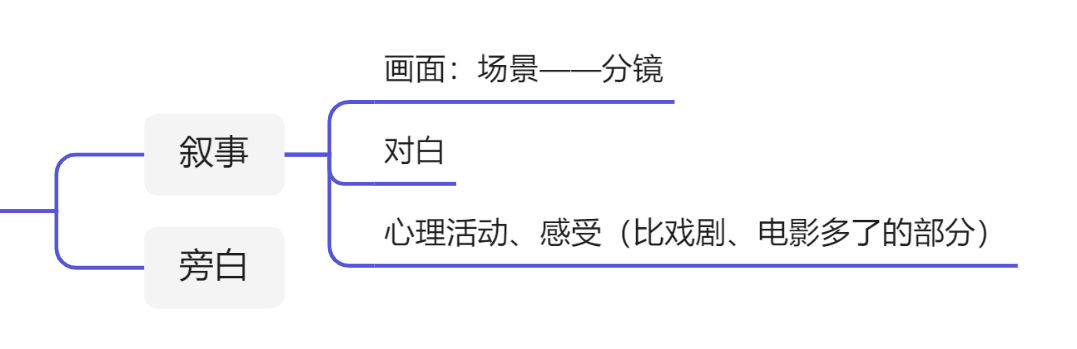 画面：场景——分镜
叙事
对白
心理活动、感受（比戏剧、电影多了的部分）
旁白